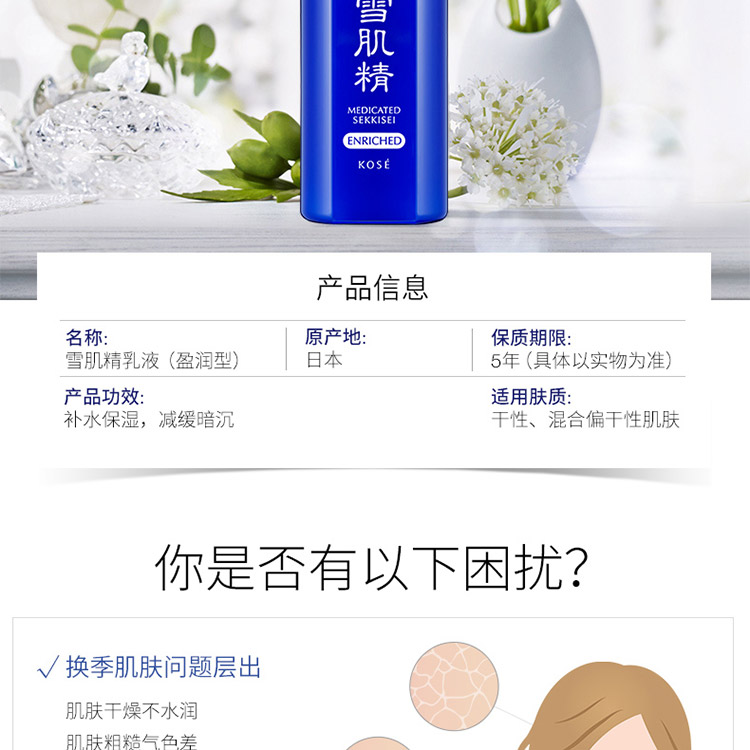 雪
肌
精
MEDICATED
SEKKISEI
ENRICHED
KOSÉ
产品信息
名称:
雪肌精乳液（盈润型）
原产地:
日本
保质期限:
5年（具体以实物为准）
产品功效:
补水保湿，减缓暗沉
适用肤质:
干性、混合偏干性肌肤
你是否有以下困扰？
换季肌肤问题层出
肌肤干燥不水润
肌肤粗糙气色差